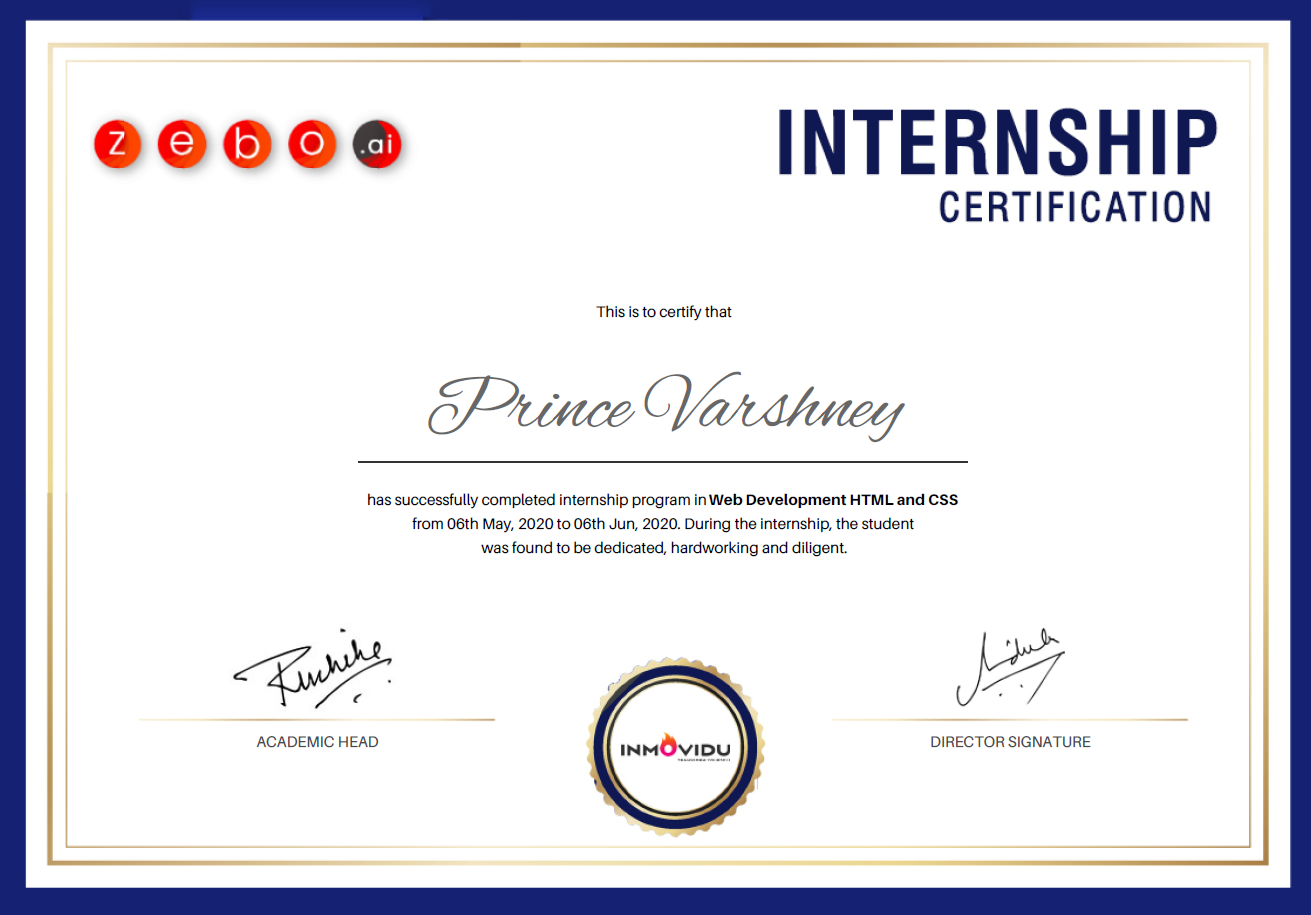 zebo.ai
INTERNSHIP
CERTIFICATION
This is to certify that
Prince Varshney
has successfully completed internship program in Web Development HTML and CSS
from 06th May, 2020 to 06th Jun, 2020. During the internship, the student
was found to be dedicated, hardworking and diligent.
Ruchika
ACADEMIC HEAD
DIRECTOR SIGNATURE
INMOVIDU